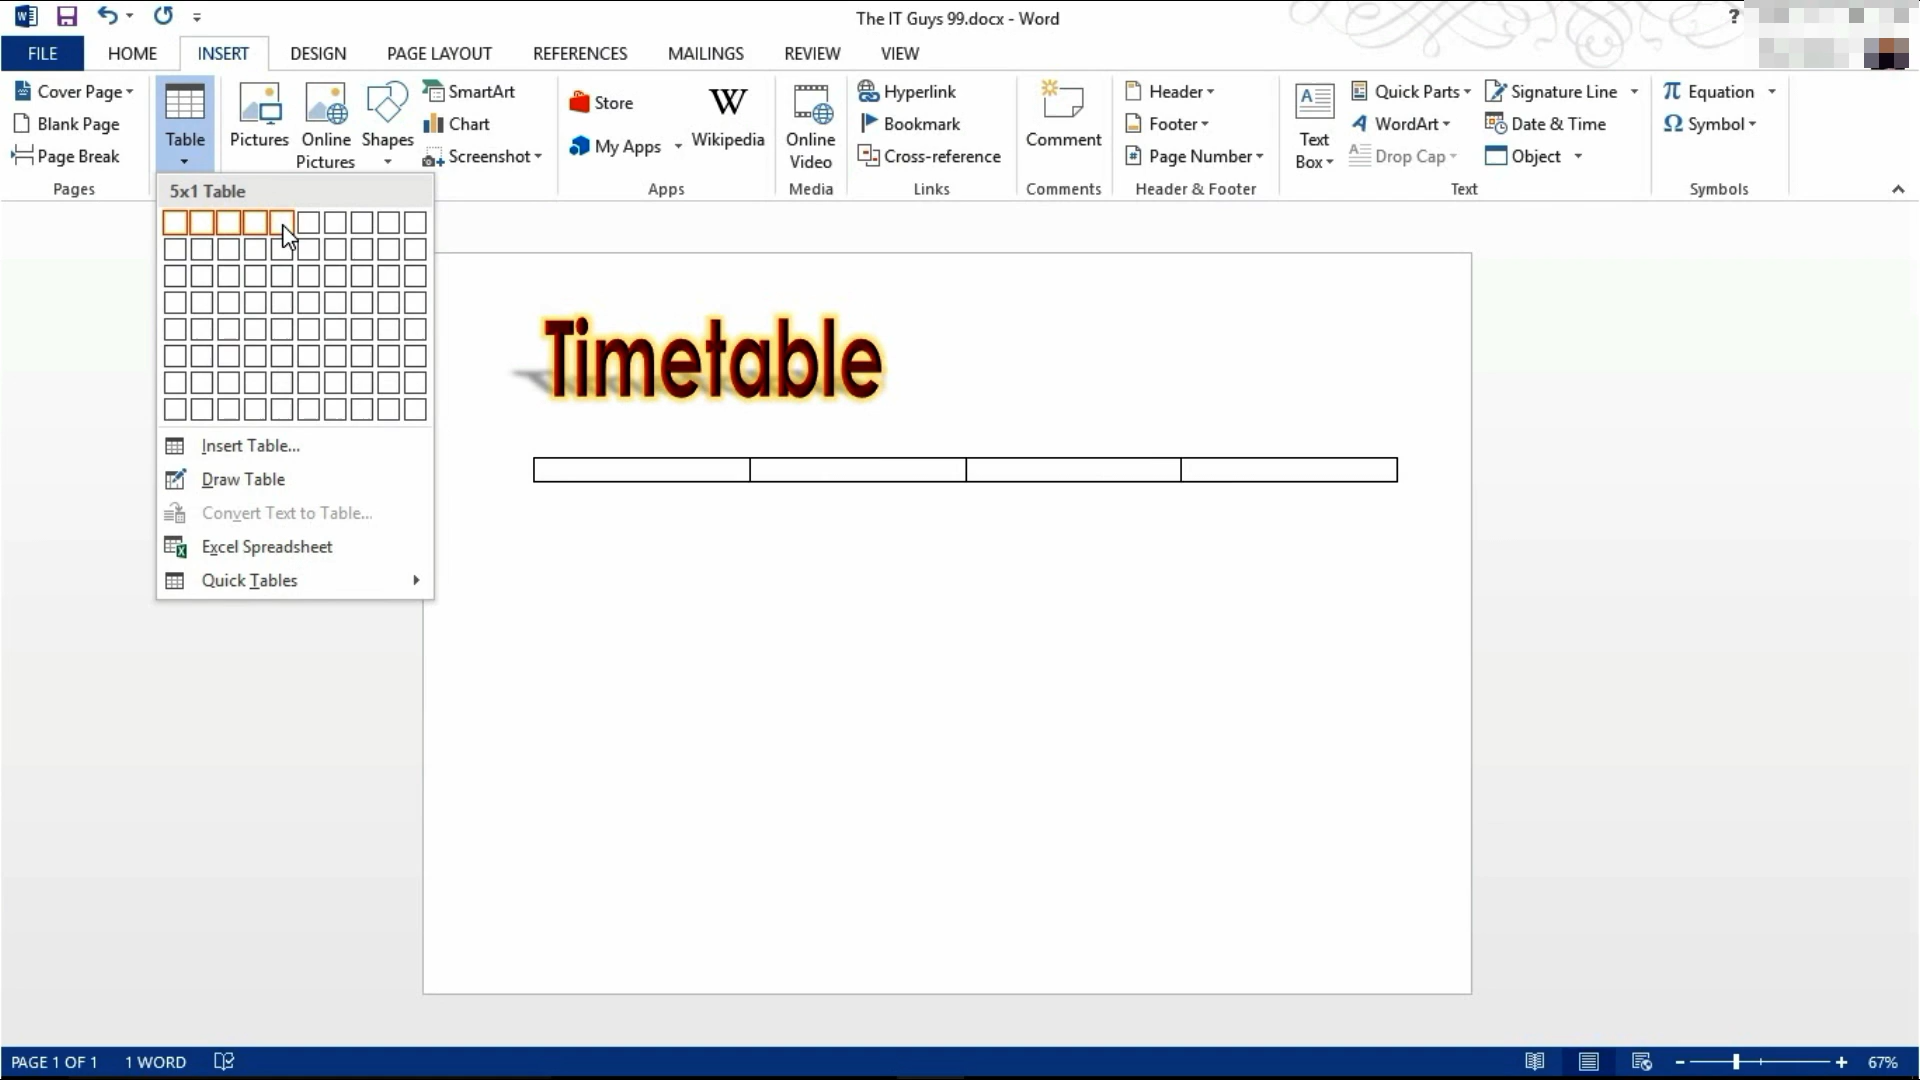 The IT Guys 99.docx - Word
?
FILE HOME INSERT DESIGN PAGE LAYOUT REFERENCES MAILINGS REVIEW VIEW
Cover Page
Blank Page
Page Break
Pages
Table
Pictures
Online Pictures
Shapes
SmartArt
Chart
Screenshot
Store
My Apps
Wikipedia
Apps
Online Video
Media
Hyperlink
Bookmark
Cross-reference
Links
Comment
Comments
Header
Footer
Page Number
Header & Footer
Text Box
Quick Parts
WordArt
Drop Cap
Signature Line
Date & Time
Object
Text
Equation
Symbol
Symbols
5x1 Table
Insert Table...
Draw Table
Convert Text to Table...
Excel Spreadsheet
Quick Tables
Timetable
PAGE 1 OF 1 1 WORD 67%